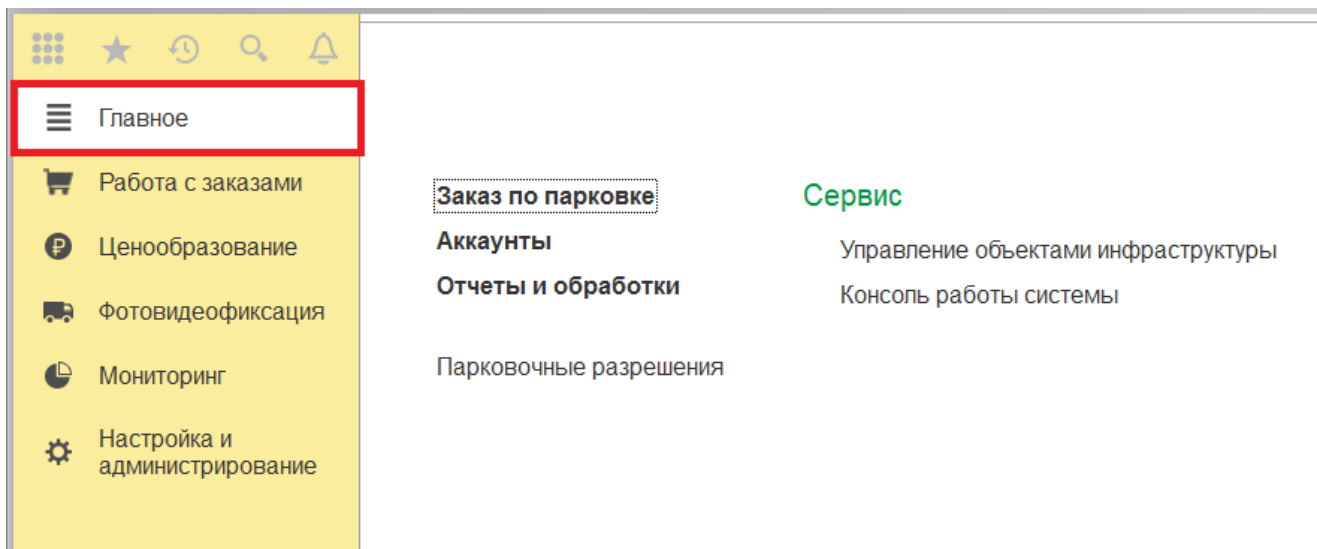 Главное
Работа с заказами
Ценообразование
Фотовидеофиксация
Мониторинг
Настройка и
администрирование
Заказ по парковке
Аккаунты
Отчеты и обработки
Парковочные разрешения
Сервис
Управление объектами инфраструктуры
Консоль работы системы